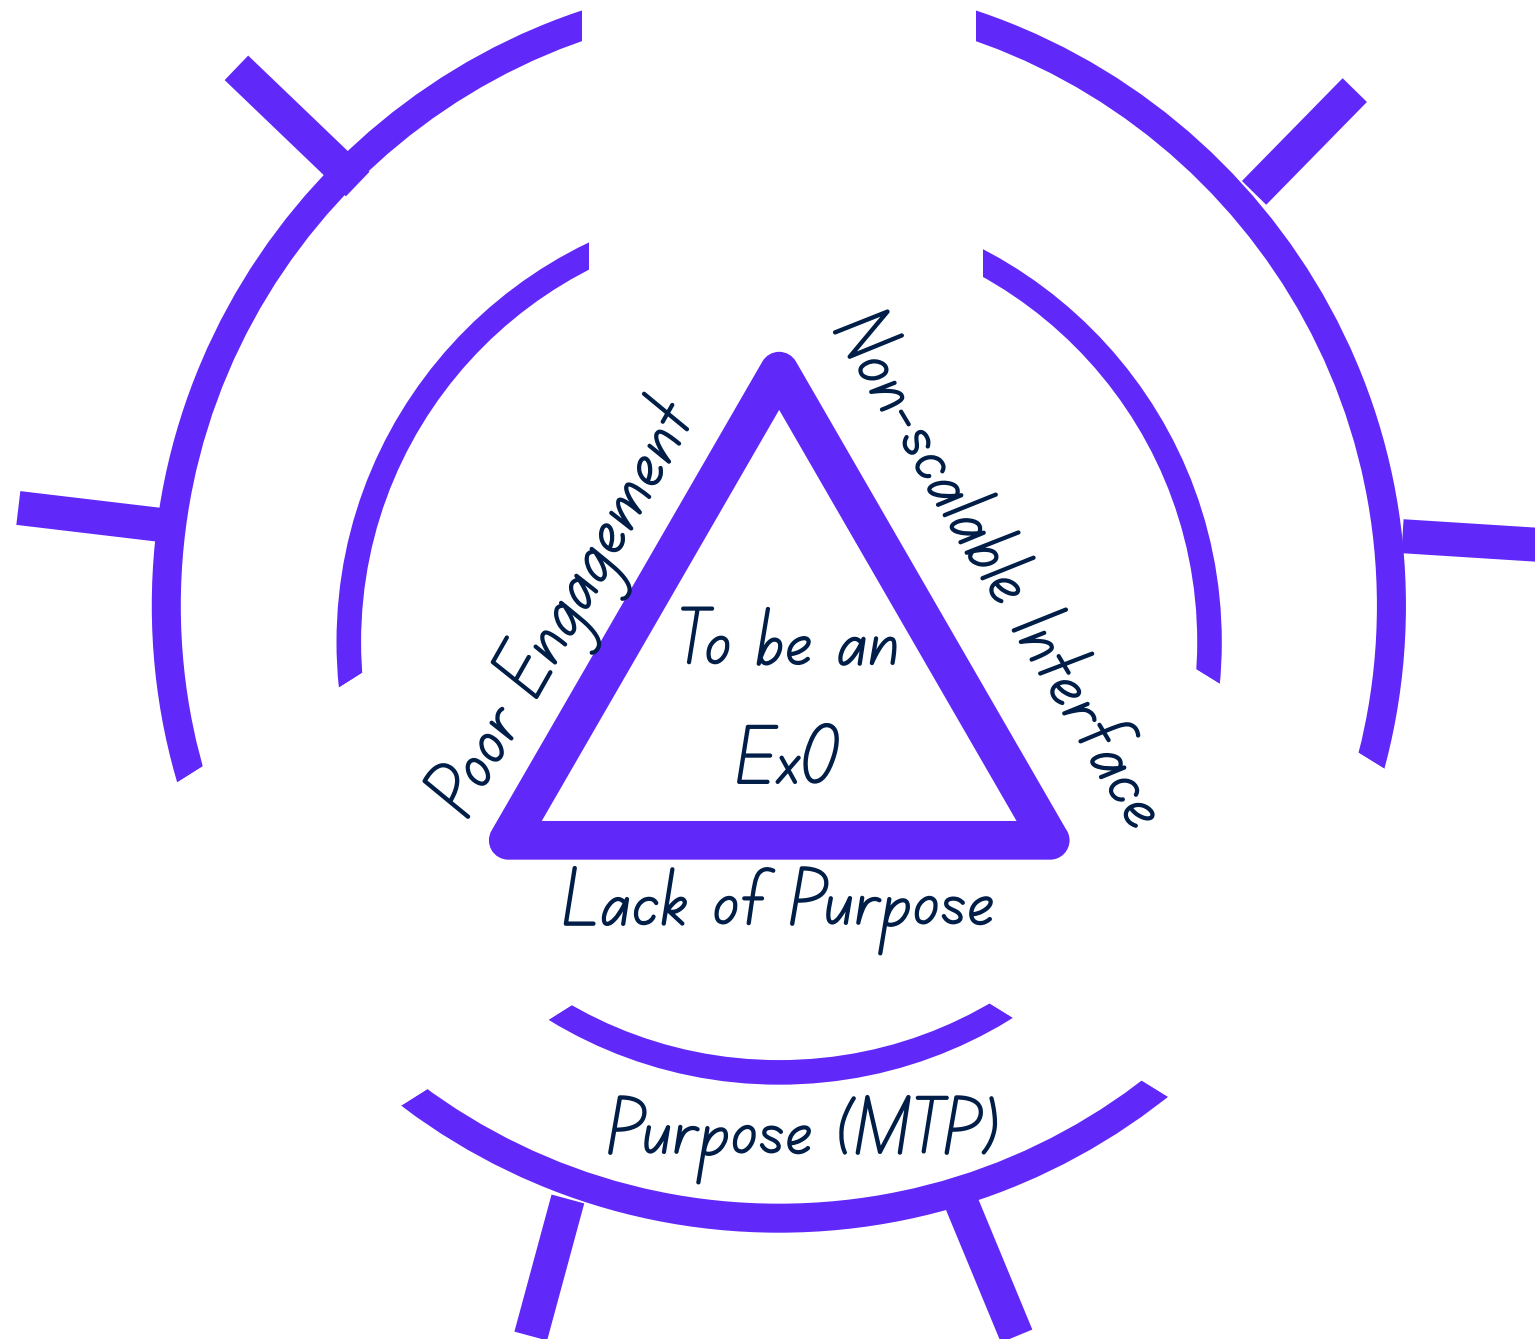 Non-scalable Interface
Poor Engagement
To be an
ExO
Lack of Purpose
Purpose (MTP)